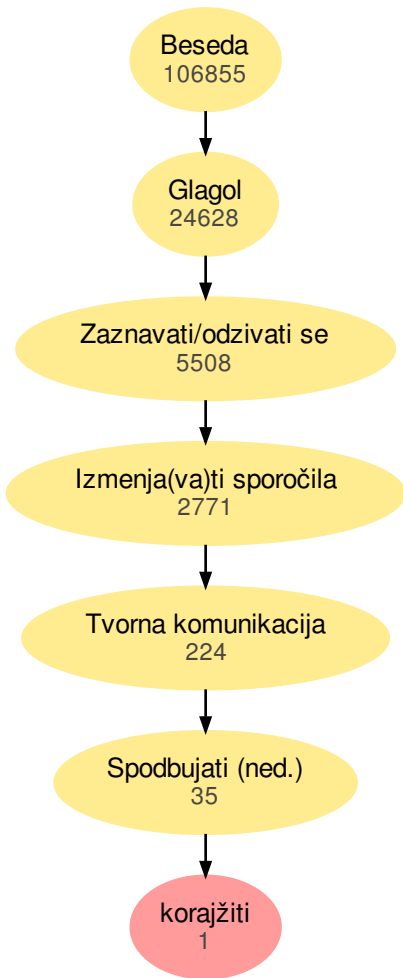 Beseda
106855
Glagol
24628
Zaznavati/odzivati se
5508
Izmenja(va)ti sporočila
2771
Tvorna komunikacija
224
Spodbujati (ned.)
35
korajžiti
1